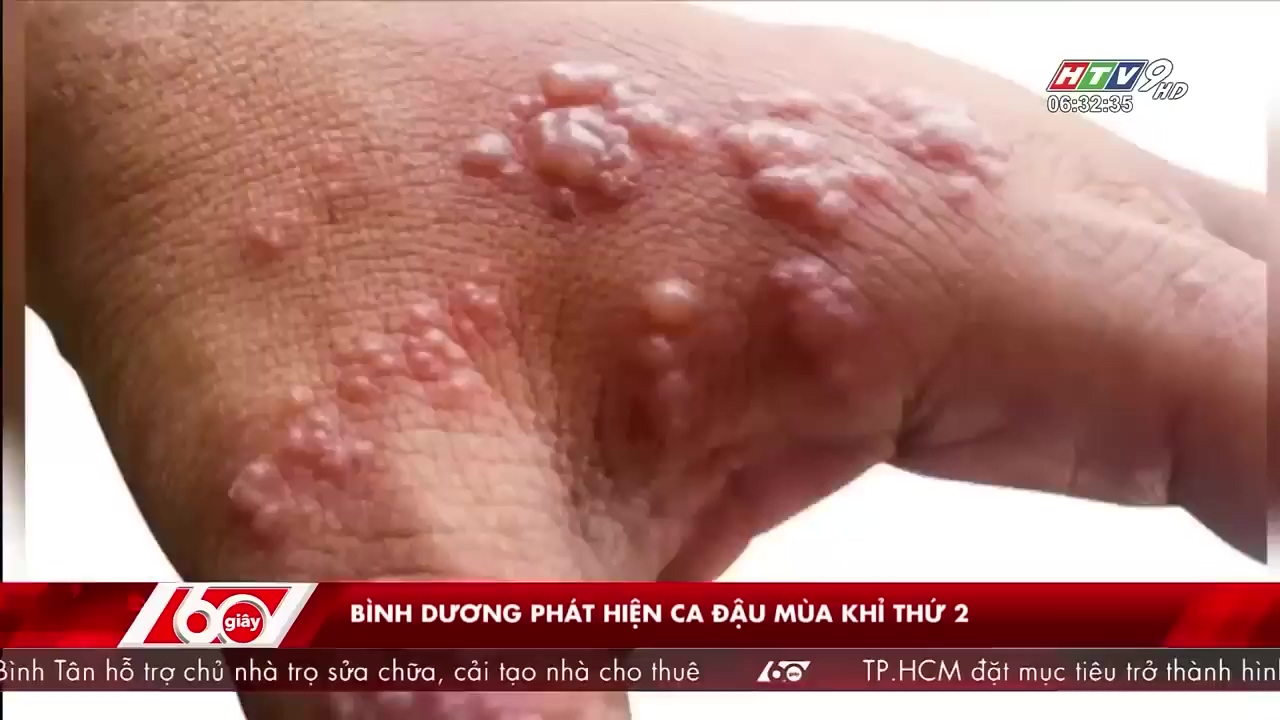 HTV9
HD
06:32:35
60
giây
BÌNH DƯƠNG PHÁT HIỆN CA ĐẬU MÙA KHỈ THỨ 2
Bình Tân hỗ trợ chủ nhà trọ sửa chữa, cải tạo nhà cho thuê
60
giây
TP.HCM đặt mục tiêu trở thành hình